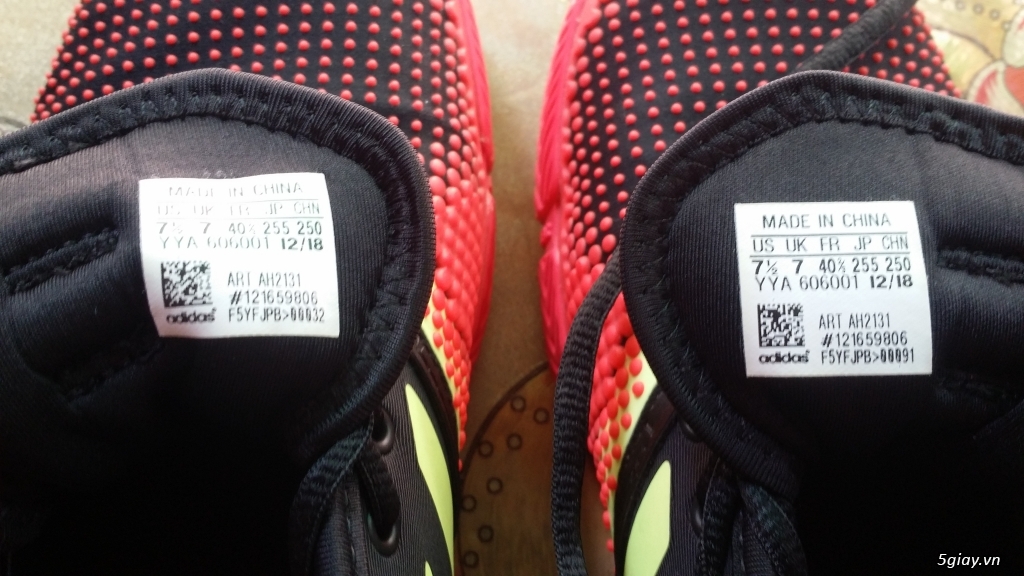 MADE IN CHINA
US UK FR JP CHN
7½ 7 40⅔ 255 250
YYA 606001 12/18
ART AH2131
#121659806
adidas F5YFJPB>00032
MADE IN CHINA
US UK FR JP CHN
7½ 7 40⅔ 255 250
YYA 606001 12/18
ART AH2131
#121659806
adidas F5YFJPB>00091
5giay.vn